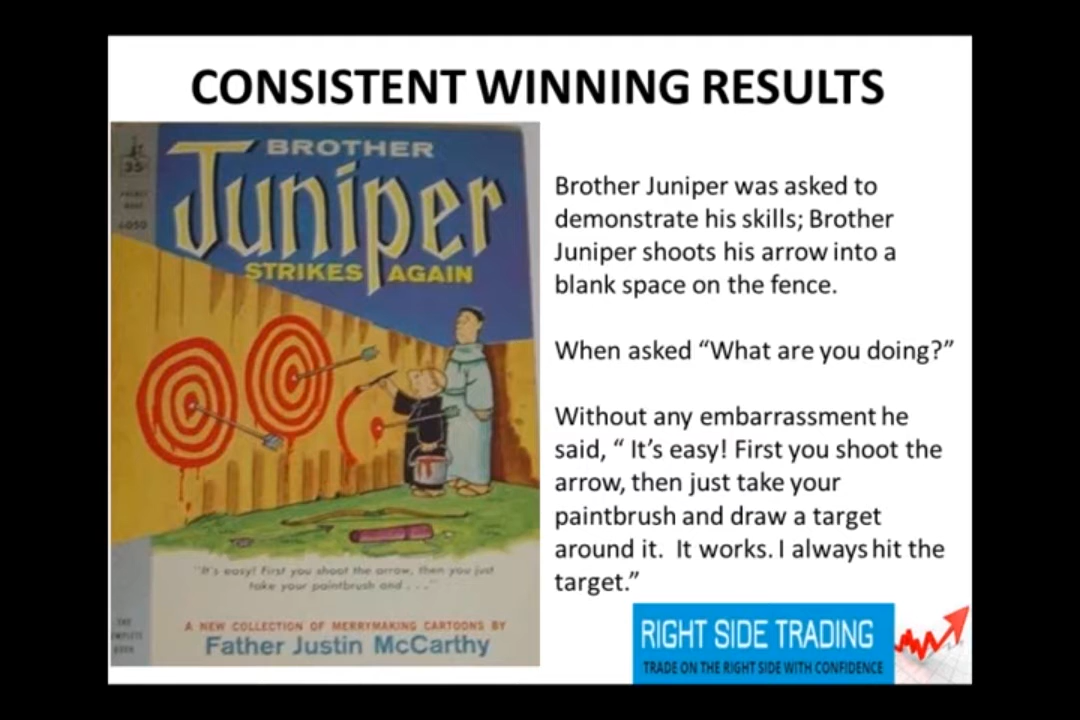 CONSISTENT WINNING RESULTS
35
BROTHER
Juniper
STRIKES AGAIN
"It's easy! First you shoot the arrow, then you just
take your paintbrush and . . ."
A NEW COLLECTION OF MERRYMAKING CARTOONS BY
Father Justin McCarthy
Brother Juniper was asked to
demonstrate his skills; Brother
Juniper shoots his arrow into a
blank space on the fence.
When asked “What are you doing?”
Without any embarrassment he
said, “ It’s easy! First you shoot the
arrow, then just take your
paintbrush and draw a target
around it. It works. I always hit the
target.”
RIGHT SIDE TRADING
TRADE ON THE RIGHT SIDE WITH CONFIDENCE